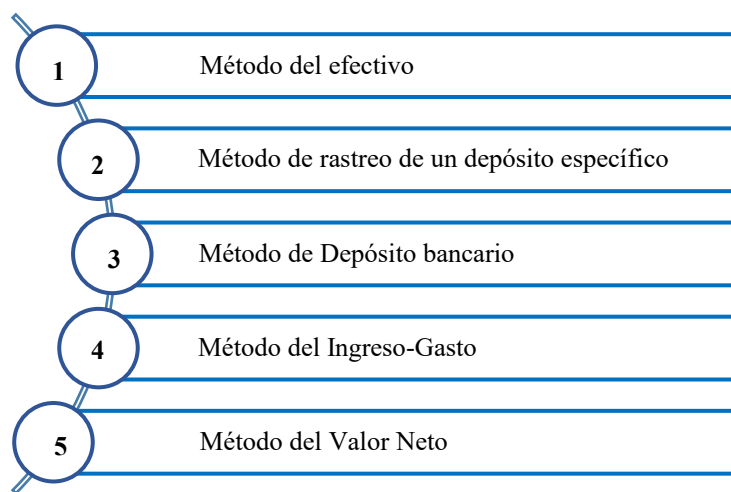 1 Método del efectivo
2 Método de rastreo de un depósito específico
3 Método de Depósito bancario
4 Método del Ingreso-Gasto
5 Método del Valor Neto